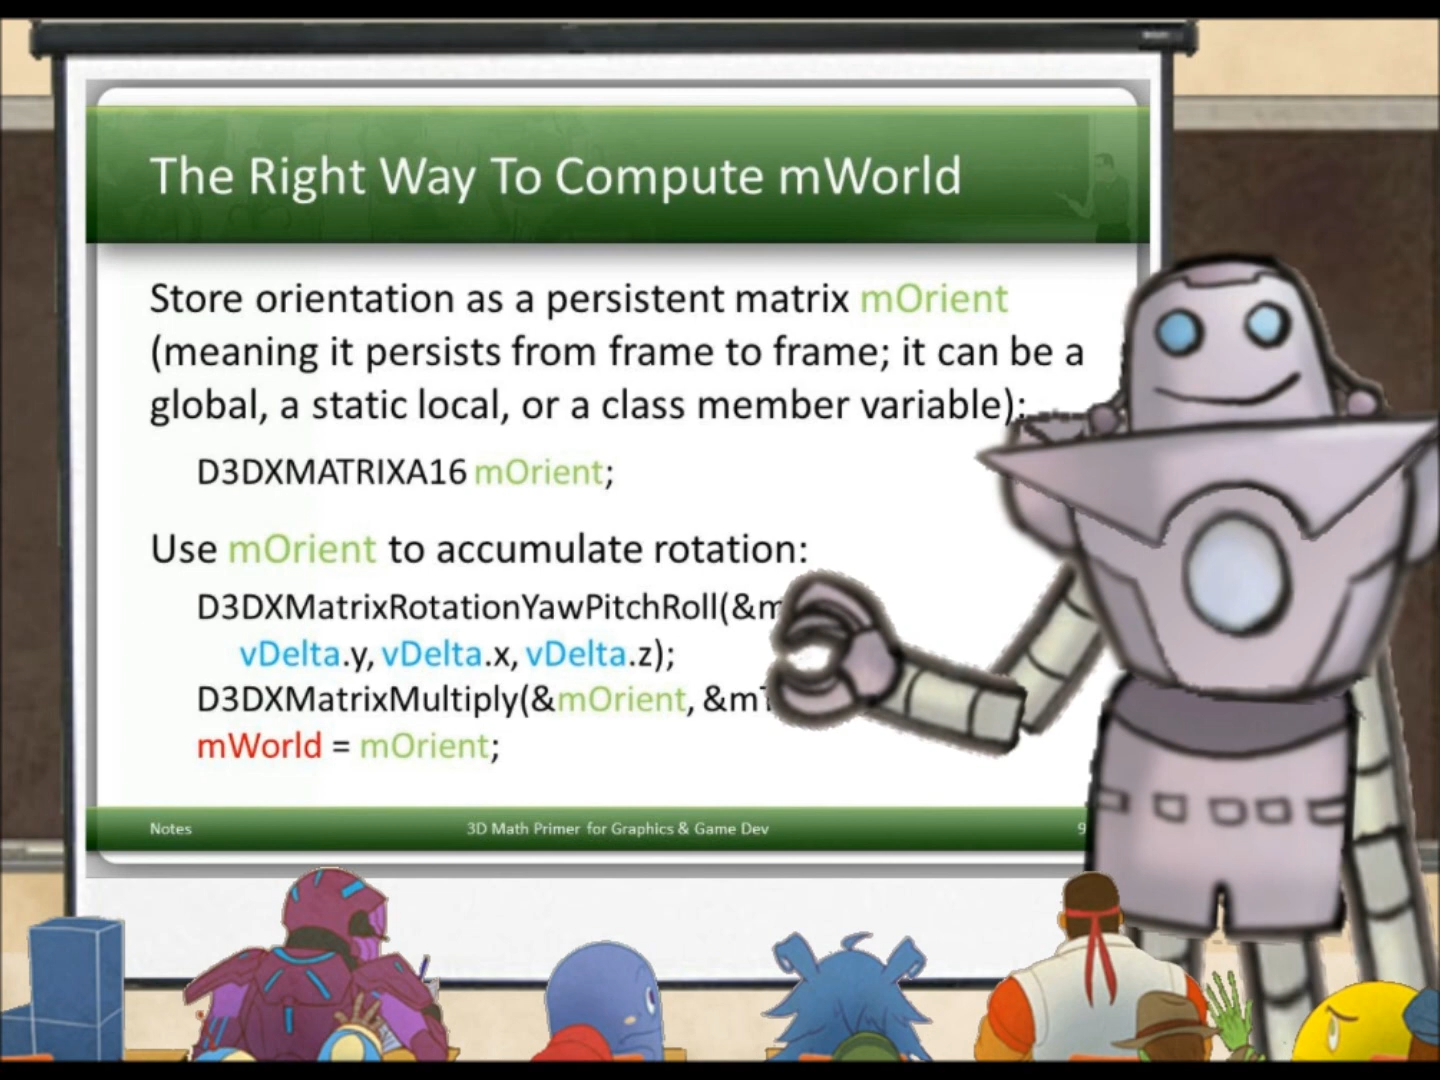 The Right Way To Compute mWorld
Store orientation as a persistent matrix mOrient
(meaning it persists from frame to frame; it can be a
global, a static local, or a class member variable):
D3DXMATRIXA16 mOrient;
Use mOrient to accumulate rotation:
D3DXMatrixRotationYawPitchRoll(&m
vDelta.y, vDelta.x, vDelta.z);
D3DXMatrixMultiply(&mOrient, &m
mWorld = mOrient;
Notes
3D Math Primer for Graphics & Game Dev
9